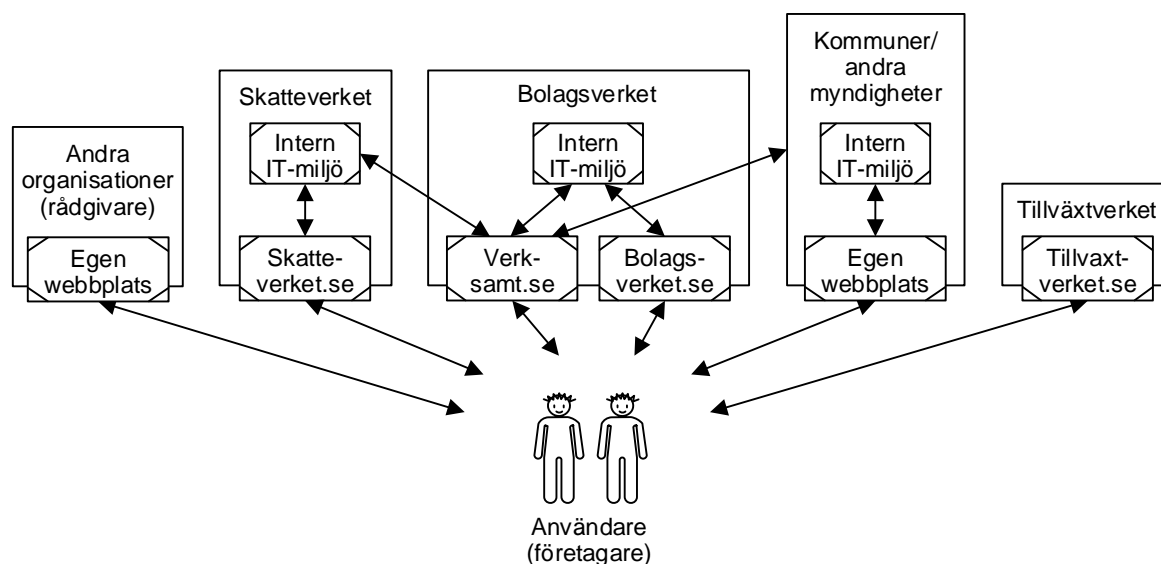 Andra
organisationer
(rådgivare)
Egen
webbplats
Skatteverket
Intern
IT-miljö
Skatte-
verket.se
Bolagsverket
Intern
IT-miljö
Verk-
samt.se
Bolags-
verket.se
Kommuner/
andra
myndigheter
Intern
IT-miljö
Egen
webbplats
Tillväxtverket
Tillvaxt-
verket.se
Användare
(företagare)